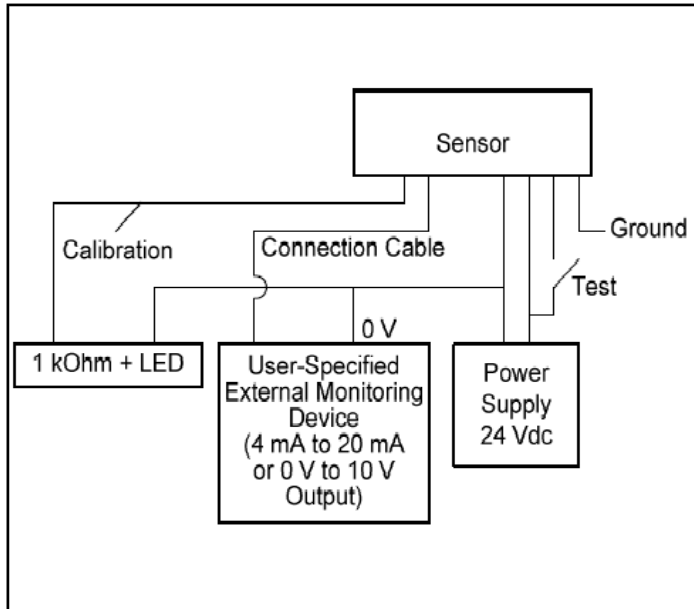 Sensor
Ground
Calibration
Connection Cable
Test
0 V
1 kOhm + LED
User-Specified
External Monitoring
Device
(4 mA to 20 mA
or 0 V to 10 V
Output)
Power
Supply
24 Vdc